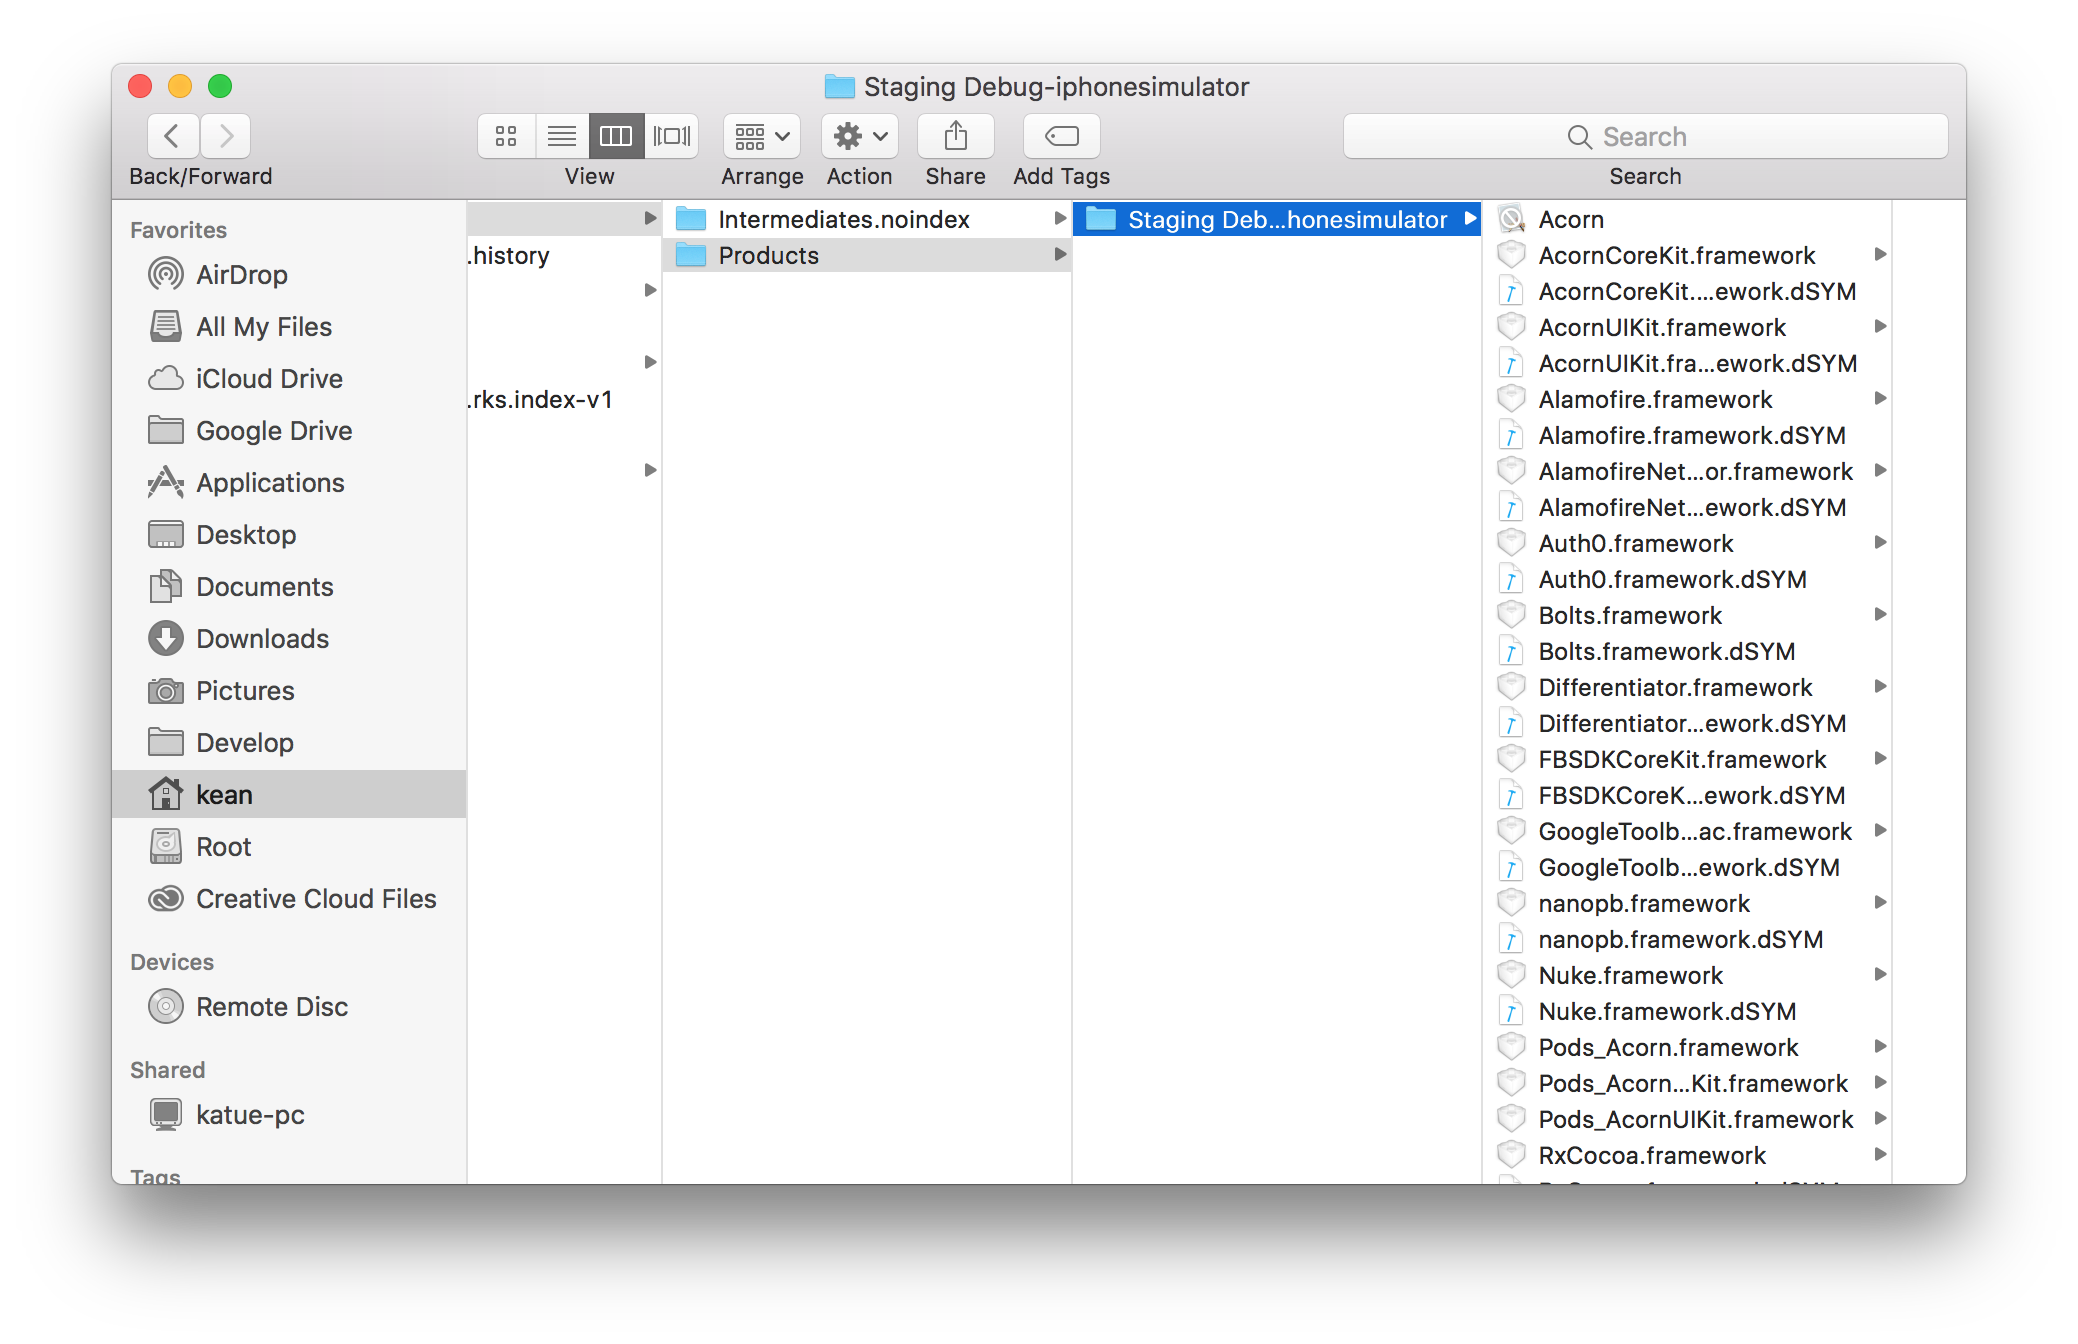 Staging Debug-iphonesimulator
Back/Forward
View
Arrange
Action
Share
Add Tags
Search
Search
Favorites
AirDrop
All My Files
iCloud Drive
Google Drive
Applications
Desktop
Documents
Downloads
Pictures
Develop
kean
Root
Creative Cloud Files
Devices
Remote Disc
Shared
katue-pc
Tags
.history
.rks.index-v1
Intermediates.noindex
Products
Staging Deb...honesimulator
Acorn
AcornCoreKit.framework
AcornCoreKit....ework.dSYM
AcornUIKit.framework
AcornUIKit.fra...ework.dSYM
Alamofire.framework
Alamofire.framework.dSYM
AlamofireNet...or.framework
AlamofireNet...ework.dSYM
Auth0.framework
Auth0.framework.dSYM
Bolts.framework
Bolts.framework.dSYM
Differentiator.framework
Differentiator...ework.dSYM
FBSDKCoreKit.framework
FBSDKCoreK...ework.dSYM
GoogleToolb...ac.framework
GoogleToolb...ework.dSYM
nanopb.framework
nanopb.framework.dSYM
Nuke.framework
Nuke.framework.dSYM
Pods_Acorn.framework
Pods_Acorn...Kit.framework
Pods_AcornUIKit.framework
RxCocoa.framework